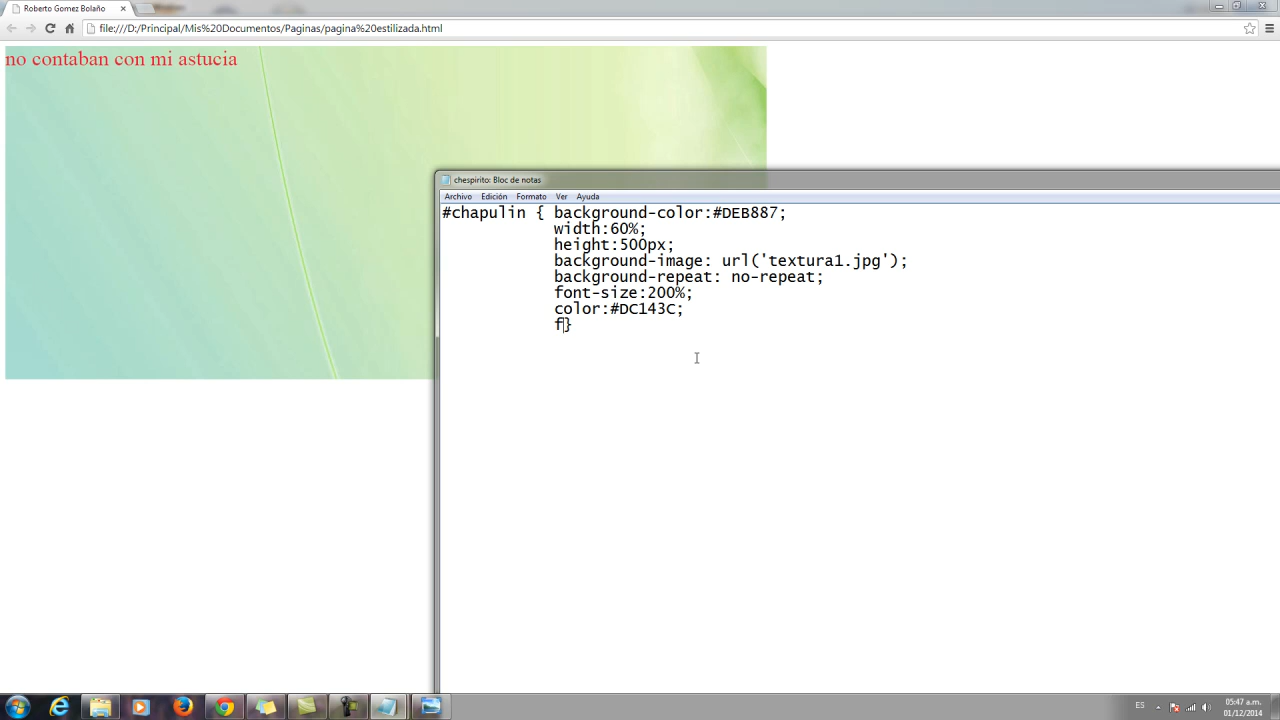 Roberto Gomez Bolaño
file:///D:/Principal/Mis%20Documentos/Paginas/pagina%20estilizada.html
no contaban con mi astucia
chespirito: Bloc de notas
Archivo Edición Formato Ver Ayuda
#chapulin { background-color:#DEB887;
width:60%;
height:500px;
background-image: url('textura1.jpg');
background-repeat: no-repeat;
font-size:200%;
color:#DC143C;
f}
ES
05:47 a.m.
01/12/2014